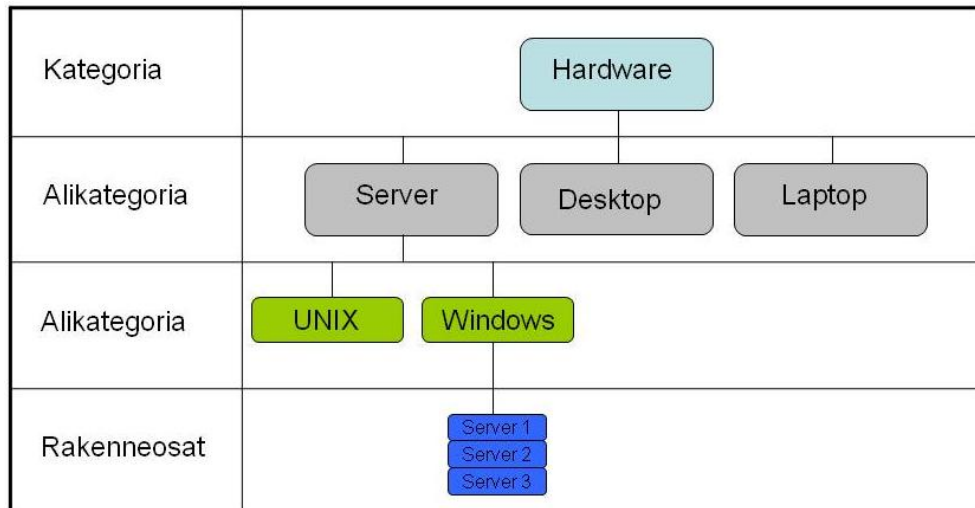 Kategoria
Hardware
Alikategoria
Server
Desktop
Laptop
Alikategoria
UNIX
Windows
Rakenneosat
Server 1
Server 2
Server 3